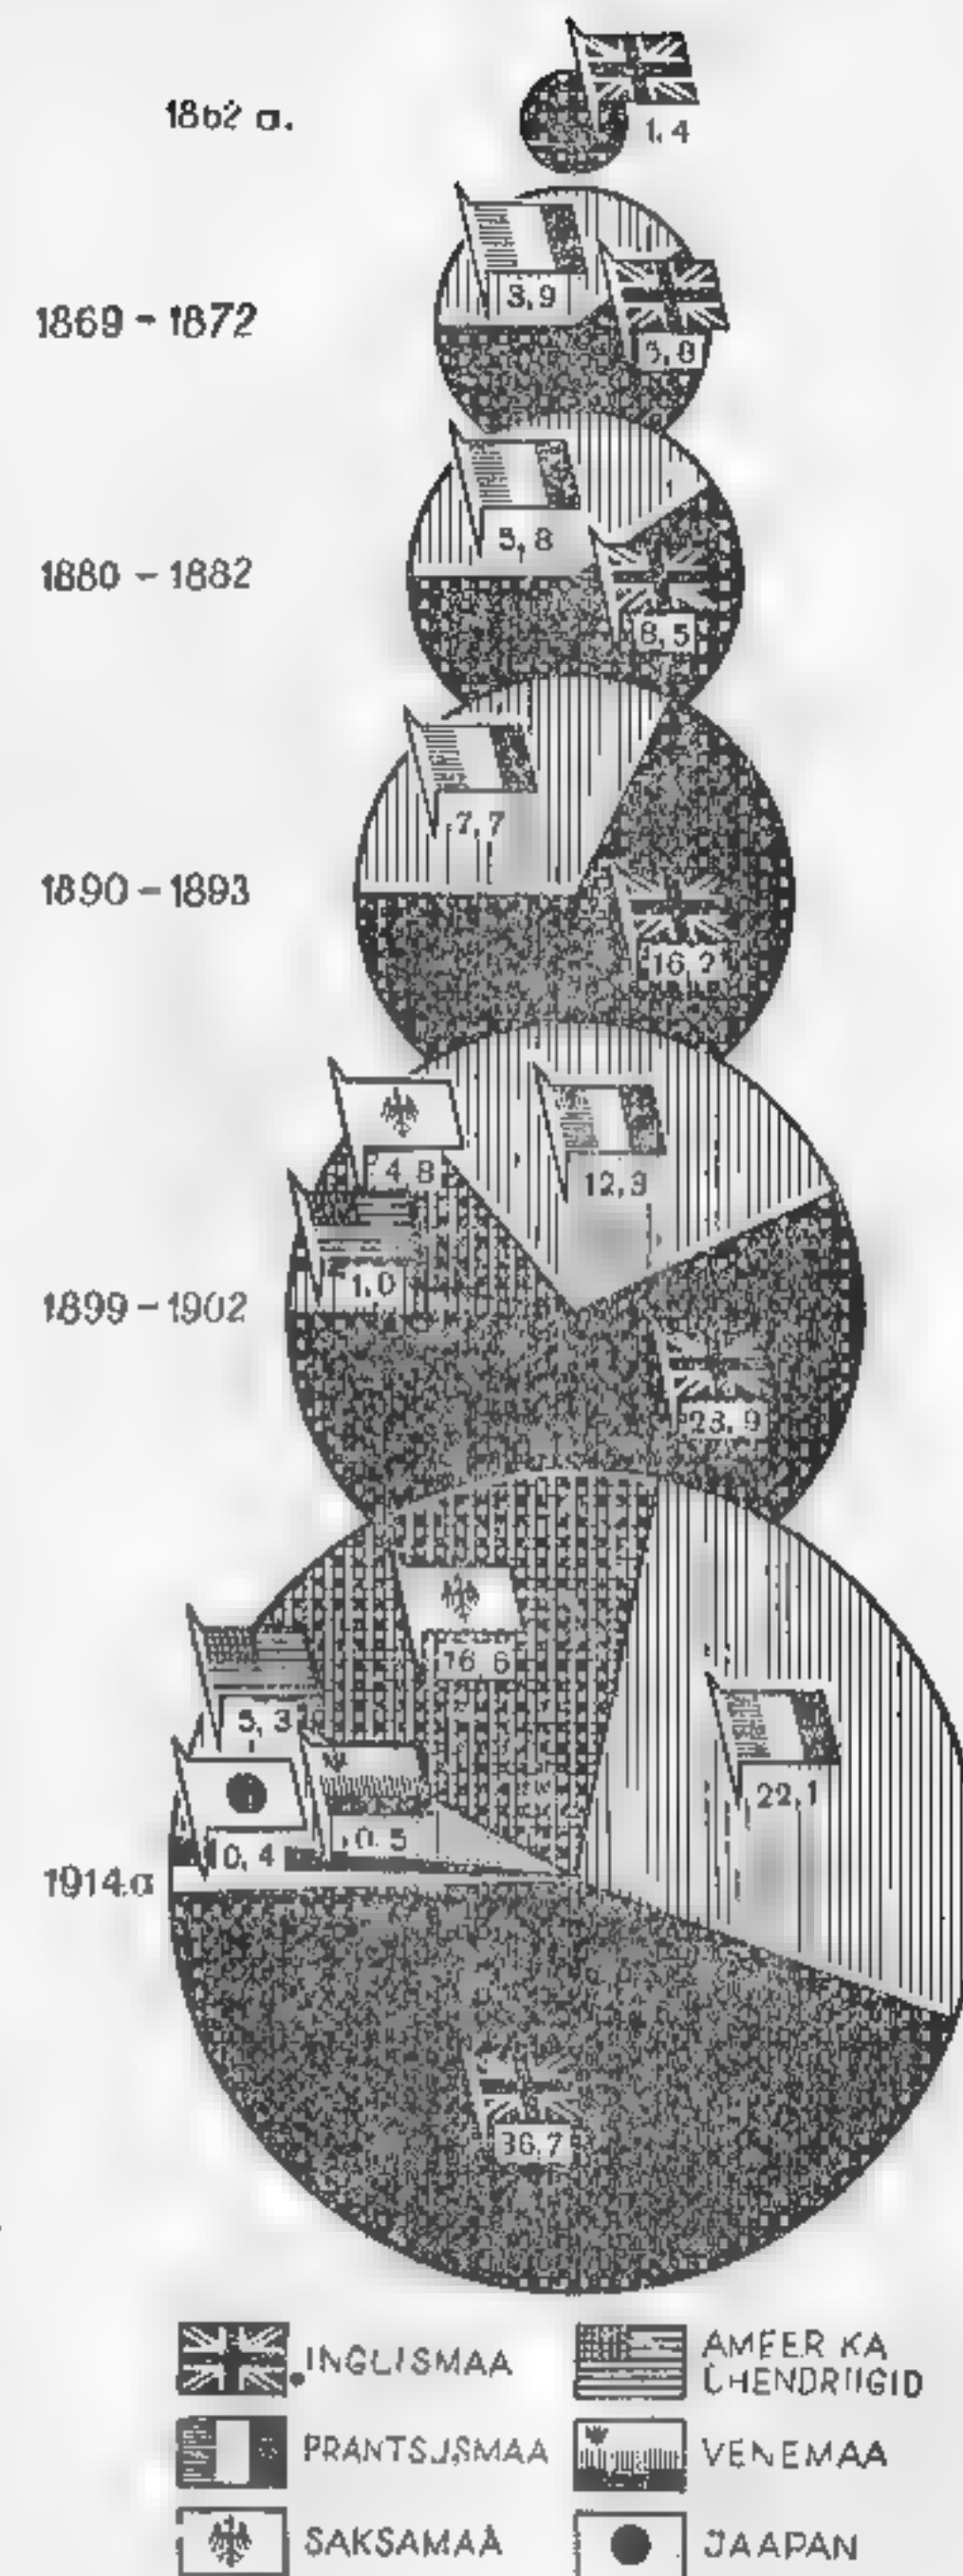 1862 a.
1,4
1869 - 1872
3,9
1880 - 1882
5,8
8,5
1890 - 1893
7,7
16,2
4,8
12,3
1,0
1899 - 1902
23,9
16,6
5,3
22,1
0,5
0,4
1914.a
36,7
INGLISMAA
AMEERIKA
ÜHENDRIIGID
PRANTSUSMAA
VENEMAA
SAKSAMAA
JAAPAN